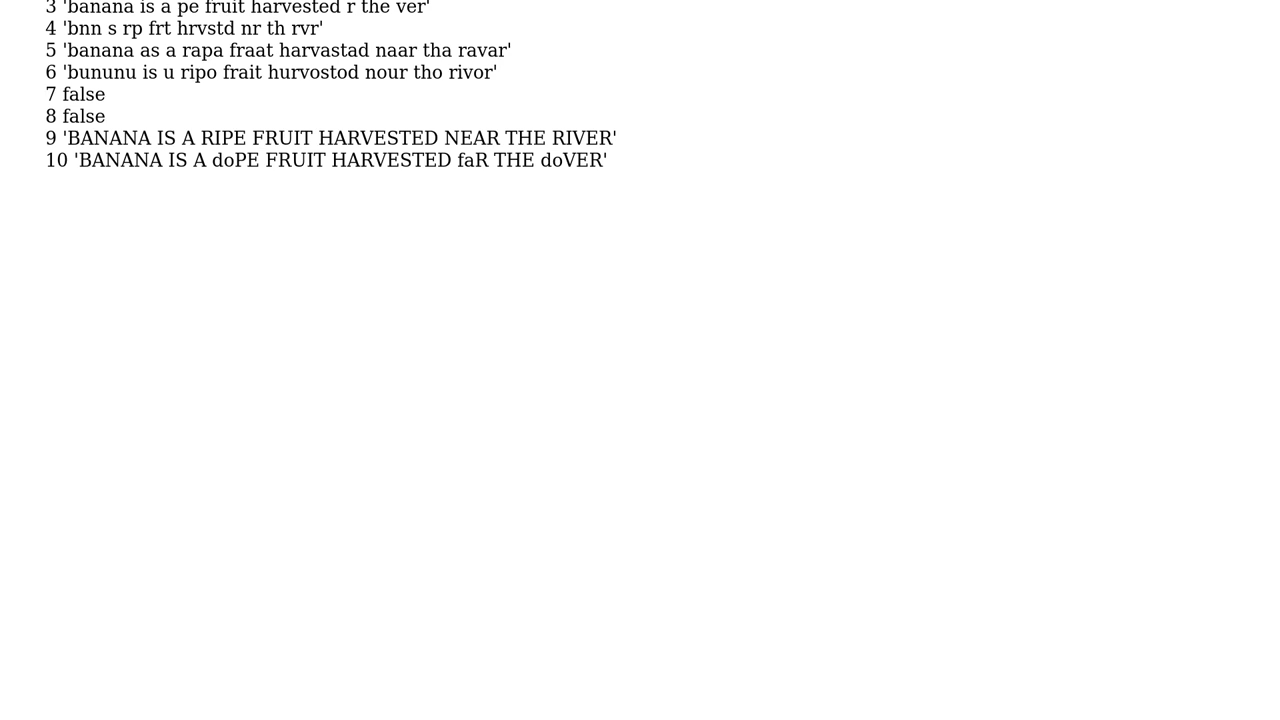 3 'banana is a pe fruit harvested r the ver'
4 'bnn s rp frt hrvstd nr th rvr'
5 'banana as a rapa fraat harvastad naar tha ravar'
6 'bununu is u ripo frait hurvostod nour tho rivor'
7 false
8 false
9 'BANANA IS A RIPE FRUIT HARVESTED NEAR THE RIVER'
10 'BANANA IS A doPE FRUIT HARVESTED faR THE doVER'